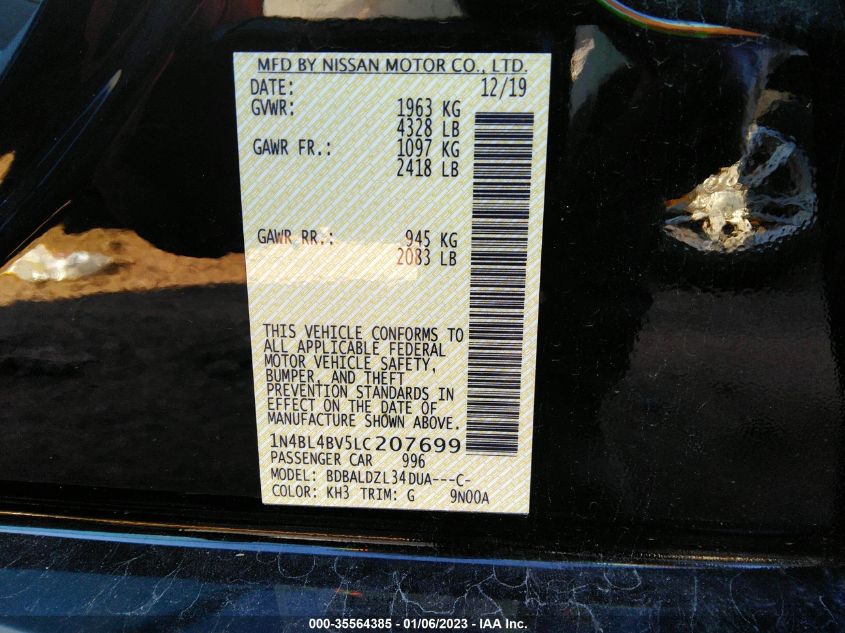 MFD BY NISSAN MOTOR CO., LTD.
DATE: 12/19
GVWR: 1963 KG
4328 LB
GAWR FR.: 1097 KG
2418 LB
GAWR RR.: 945 KG
2083 LB
THIS VEHICLE CONFORMS TO
ALL APPLICABLE FEDERAL
MOTOR VEHICLE SAFETY,
BUMPER, AND THEFT
PREVENTION STANDARDS IN
EFFECT ON THE DATE OF
MANUFACTURE SHOWN ABOVE.
1N4BL4BV5LC207699
PASSENGER CAR 996
MODEL: BDBALDZL34DUA---C-
COLOR: KH3 TRIM: G 9N00A
000-35564385 - 01/06/2023 - IAA Inc.